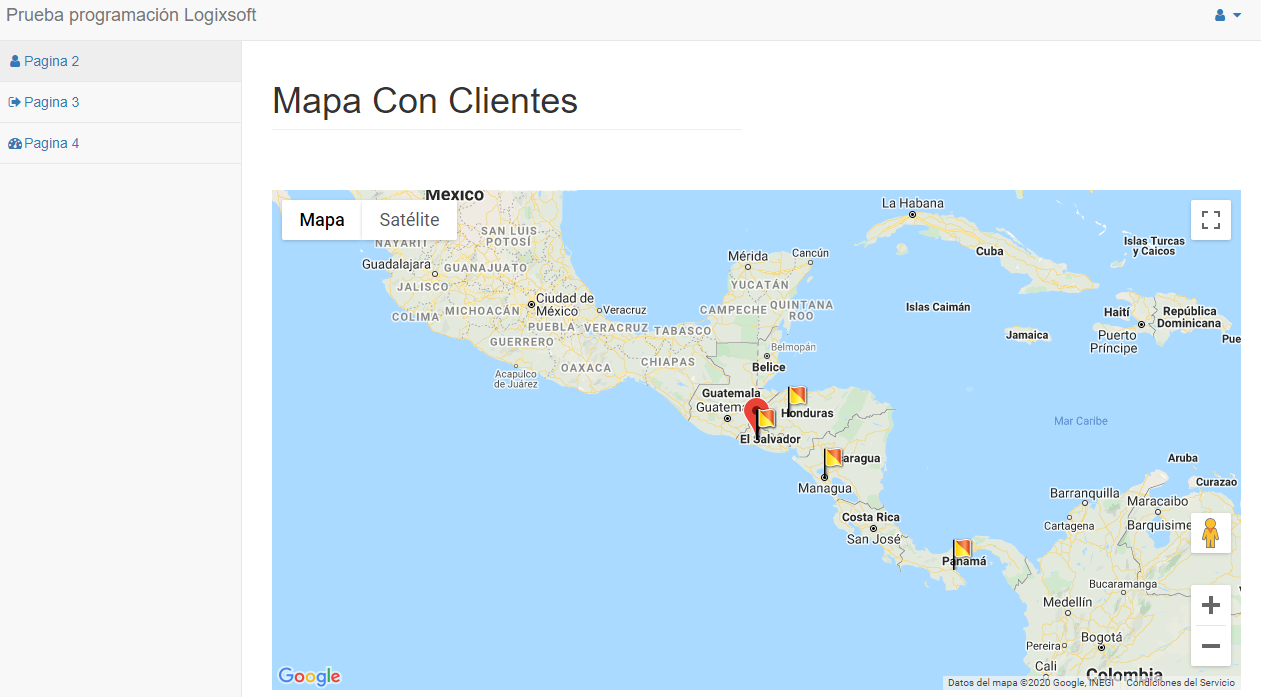 Prueba programación Logixsoft
Pagina 2
Pagina 3
Pagina 4
Mapa Con Clientes
México
Mapa
Satélite
NAYARIT
SAN LUIS
POTOSÍ
Guadalajara
GUANAJUATO
JALISCO
COLIMA
MICHOACÁN
Ciudad de
México
Veracruz
PUEBLA
VERACRUZ
TABASCO
GUERRERO
OAXACA
CHIAPAS
Acapulco
de Juárez
Mérida
Cancún
YUCATÁN
CAMPECHE
QUINTANA
ROO
La Habana
Cuba
Islas Turcas
y Caicos
Islas Caimán
Haití
República
Dominicana
Jamaica
Puerto
Príncipe
Pue
Belmopán
Belice
Guatemala
Guatem
Honduras
El Salvador
aragua
Managua
Mar Caribe
Costa Rica
San José
Panamá
Aruba
Curazao
Barranquilla
Maracaibo
Cartagena
Barquisime
Bucaramanga
Medellín
Bogotá
Pereira
Cali
Colombia
Google
Datos del mapa ©2020 Google, INEGI
Condiciones del Servicio